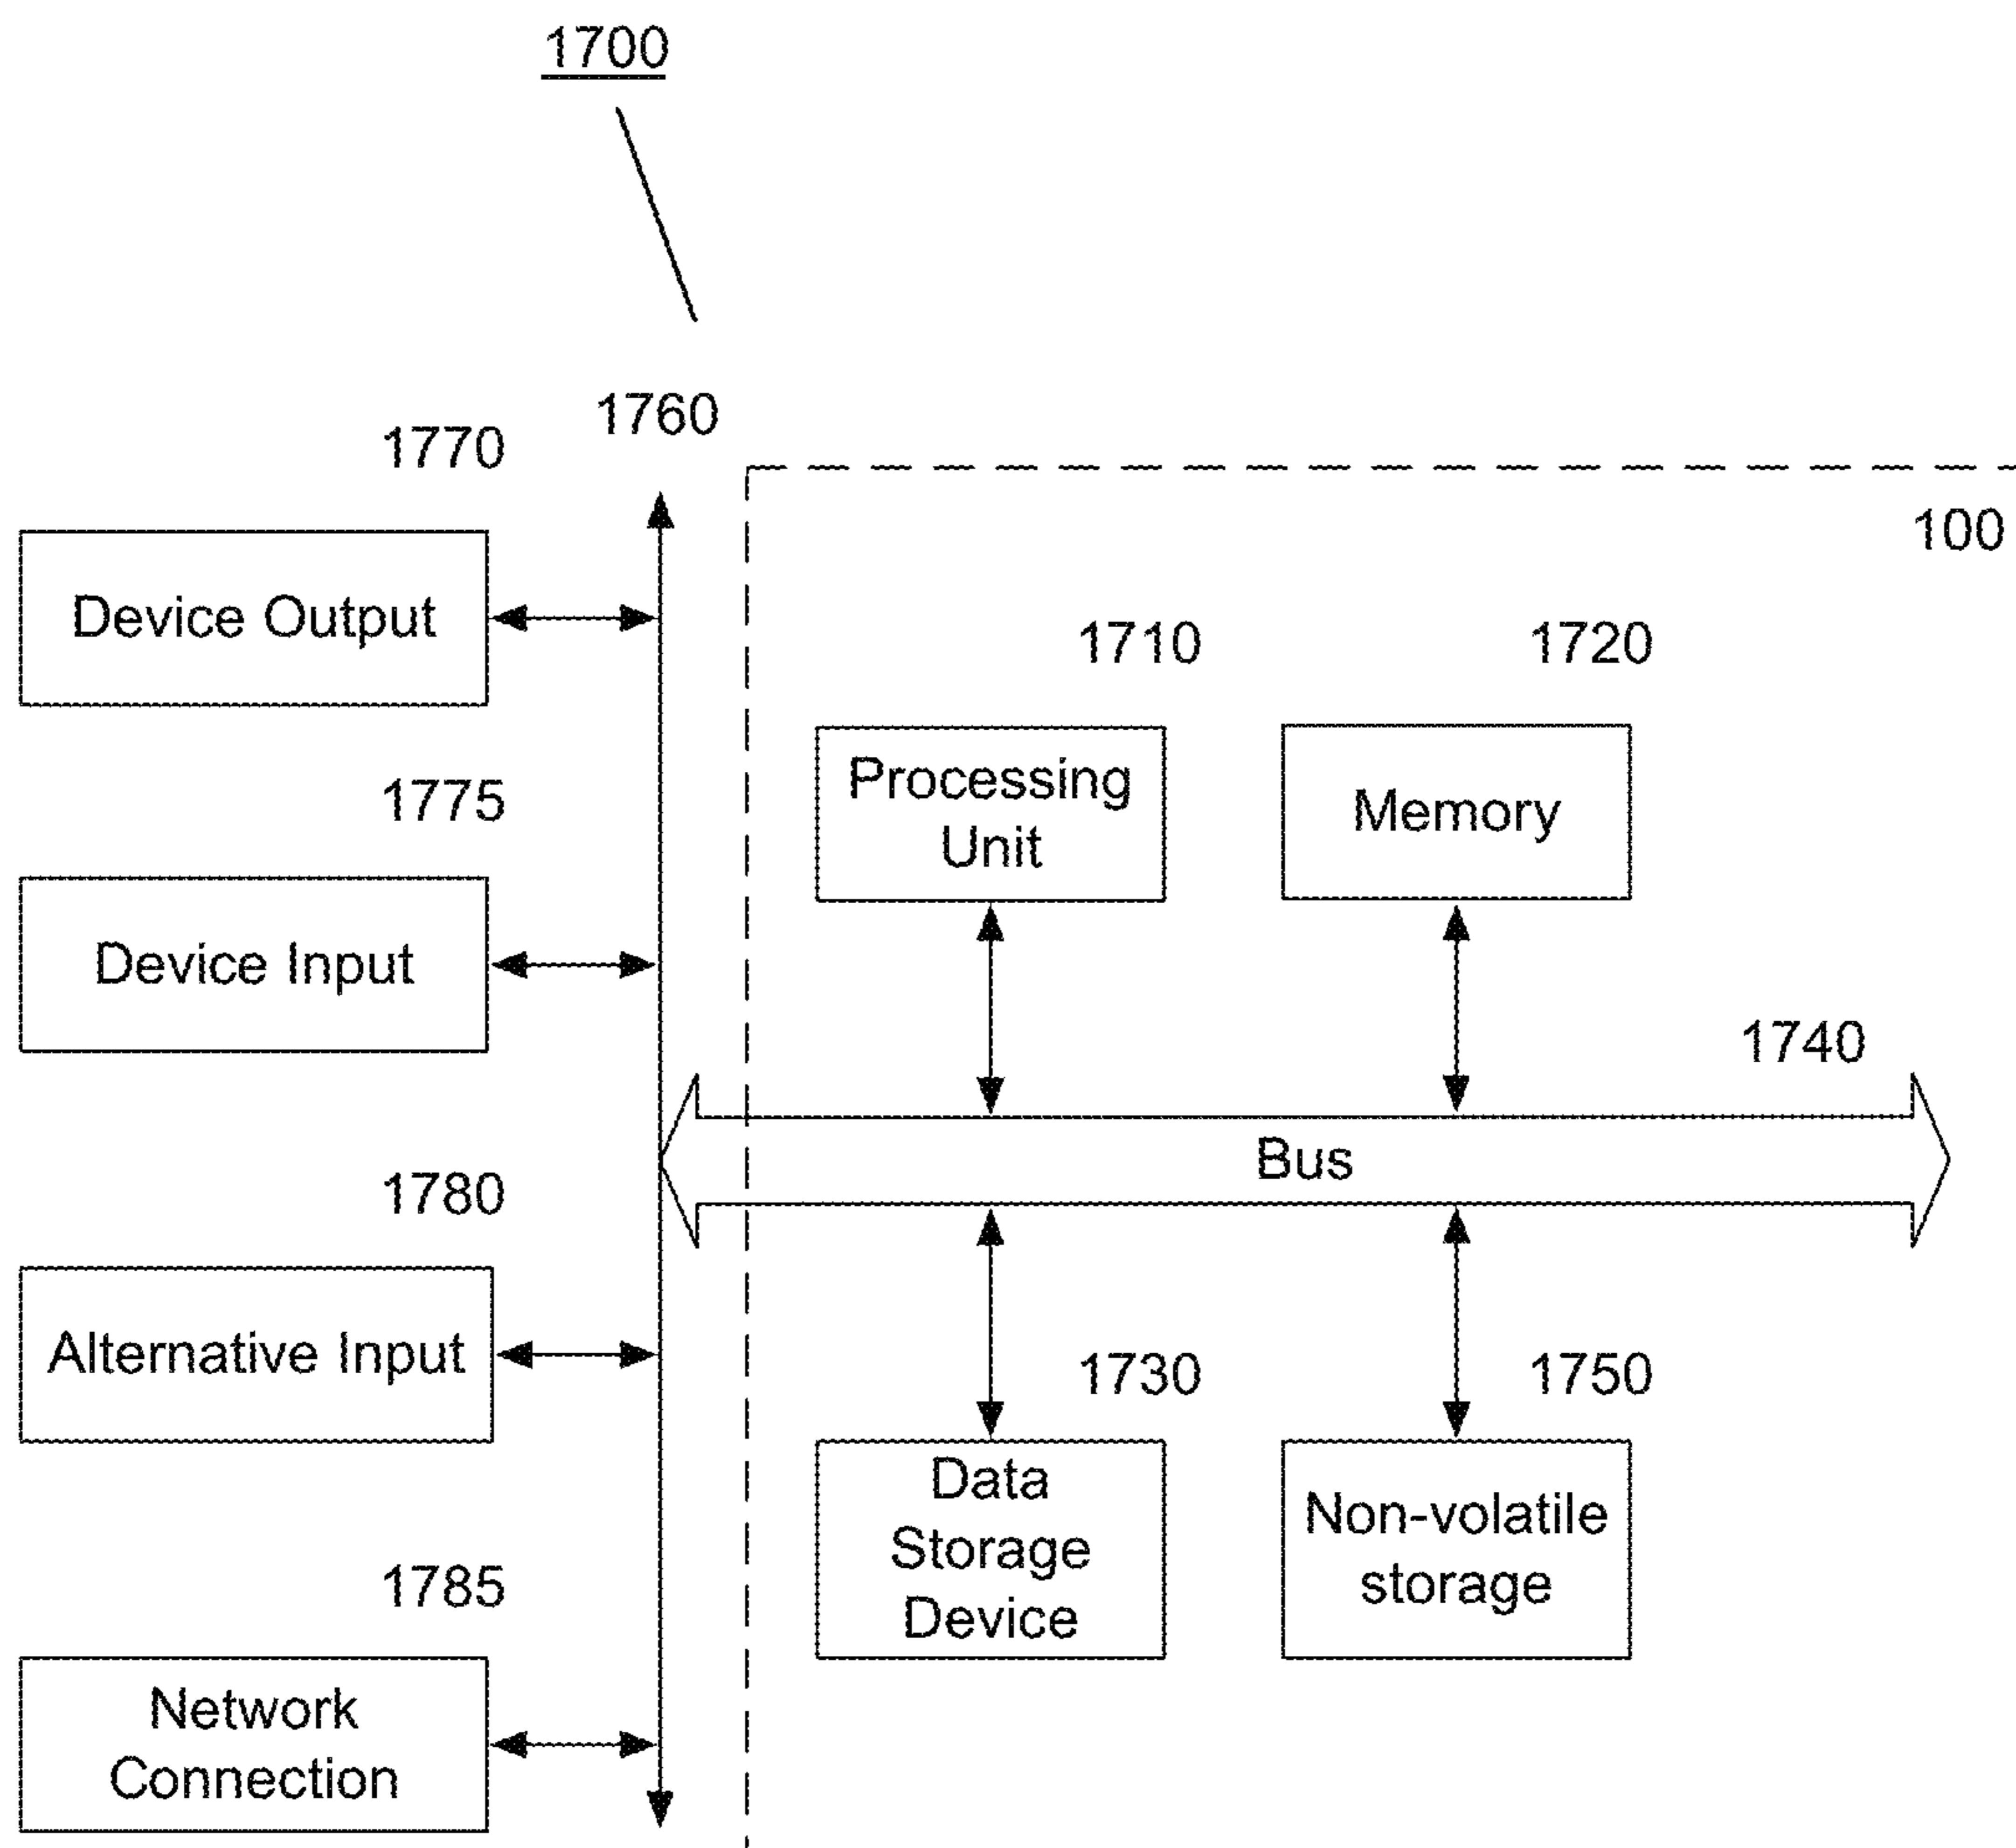 1700
1760
1770
100
Device Output
1710
1720
Processing
Unit
Memory
1775
Device Input
1740
Bus
1780
Alternative Input
1730
1750
Data
Storage
Device
Non-volatile
storage
1785
Network
Connection